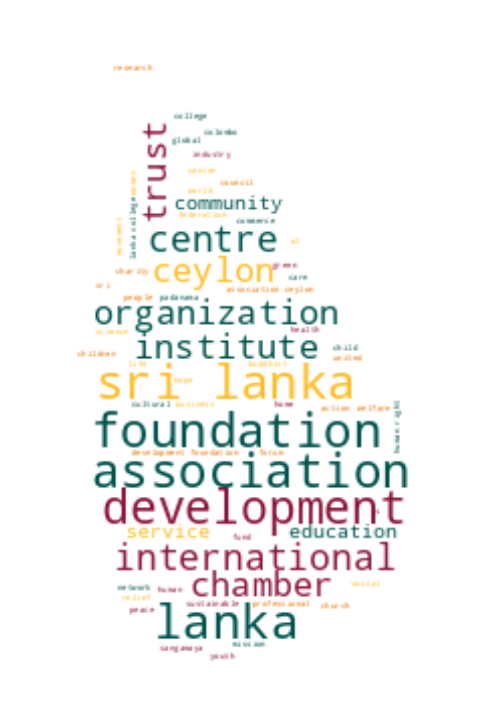 research
college
colombo
global
trust
industry
center
council
world
women
lanka college
community
federation
commerce
centre
al
ceylon
green
charity
care
sri
association ceylon
people
padanama
organization
science
health
institute
child
children
united
life
buddhist
sri lanka
hope
cultural
business
home
action
welfare
human right
foundation
development foundation
forum
association
development
service
fund
education
international
network
human
chamber
social
relief
sustainable
professional
church
peace
lanka
mission
sangamaya
youth